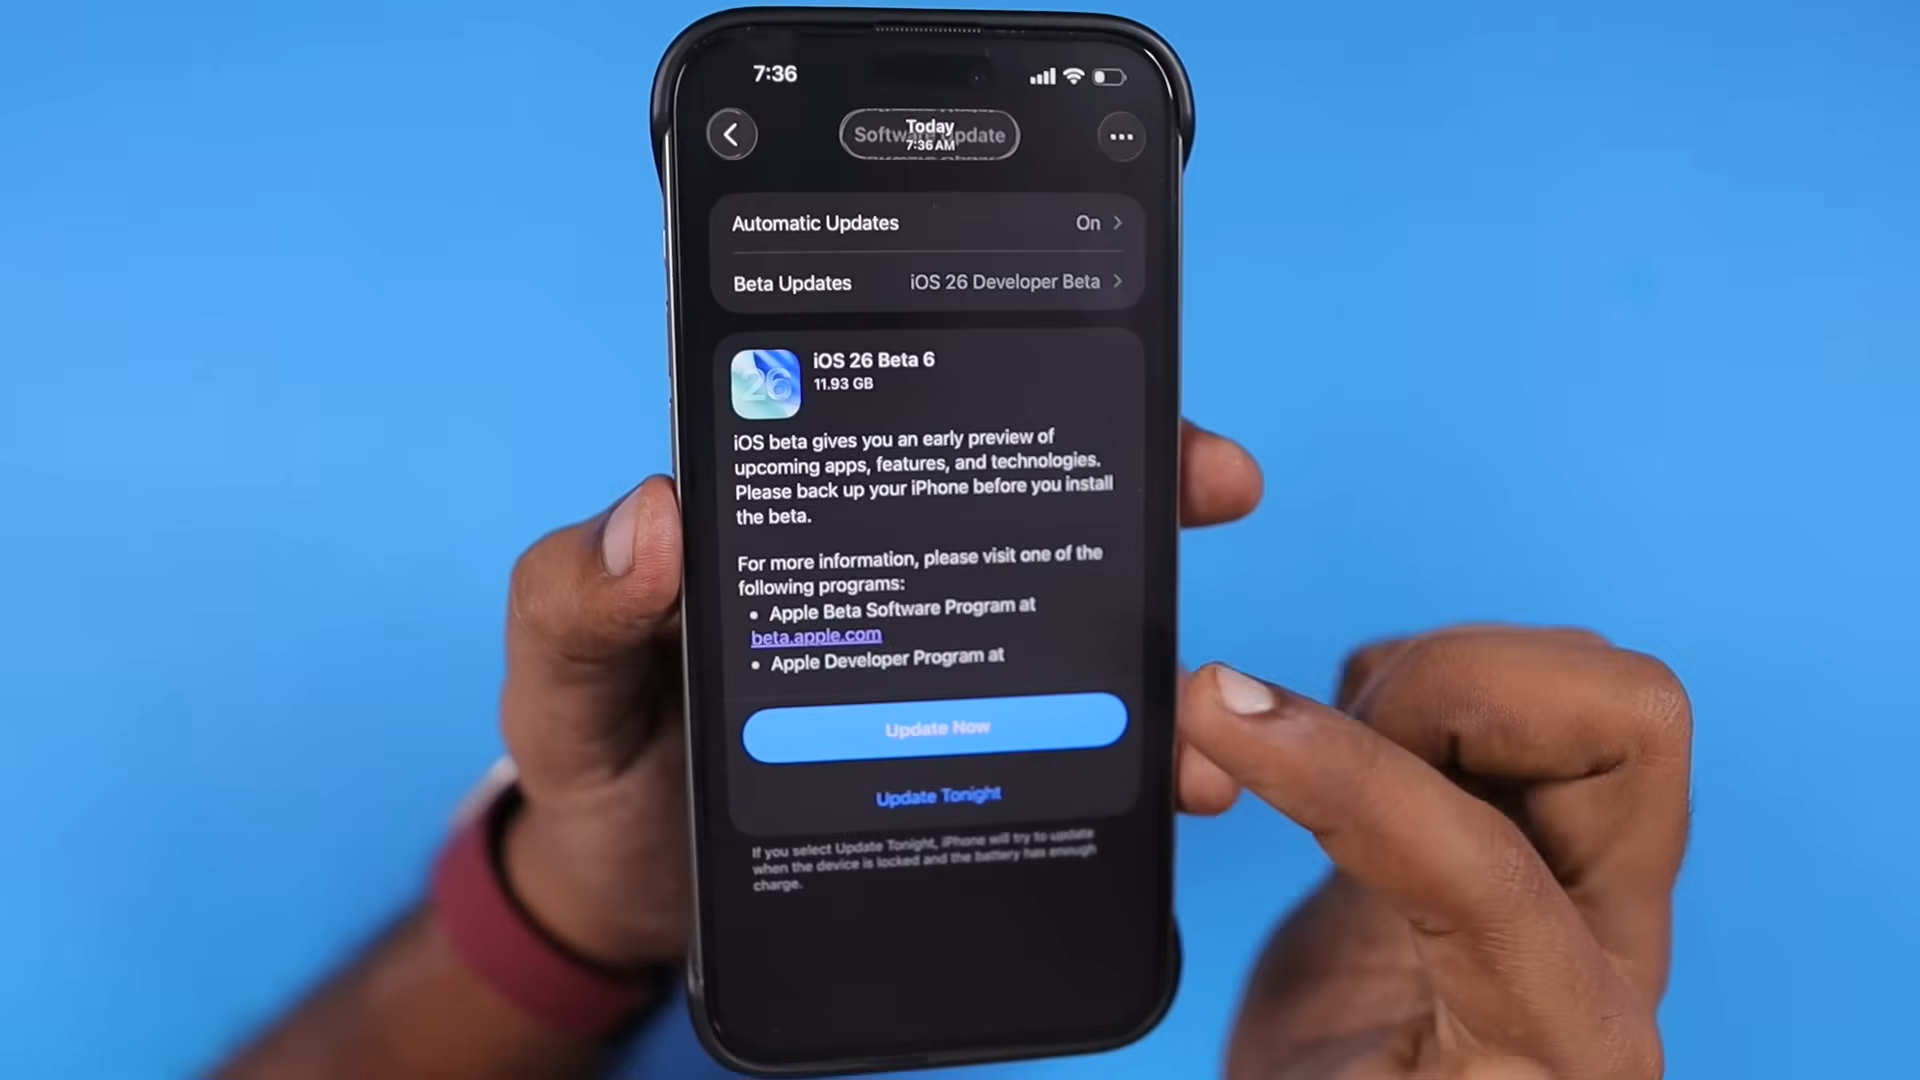 7:36
Software Update
Today
7:36 AM
Automatic Updates On
Beta Updates iOS 26 Developer Beta
26
iOS 26 Beta 6
11.93 GB
iOS beta gives you an early preview of
upcoming apps, features, and technologies.
Please back up your iPhone before you install
the beta.
For more information, please visit one of the
following programs:
• Apple Beta Software Program at
beta.apple.com
• Apple Developer Program at
Update Now
Update Tonight
If you select Update Tonight, iPhone will try to update
when the device is locked and the battery has enough
charge.